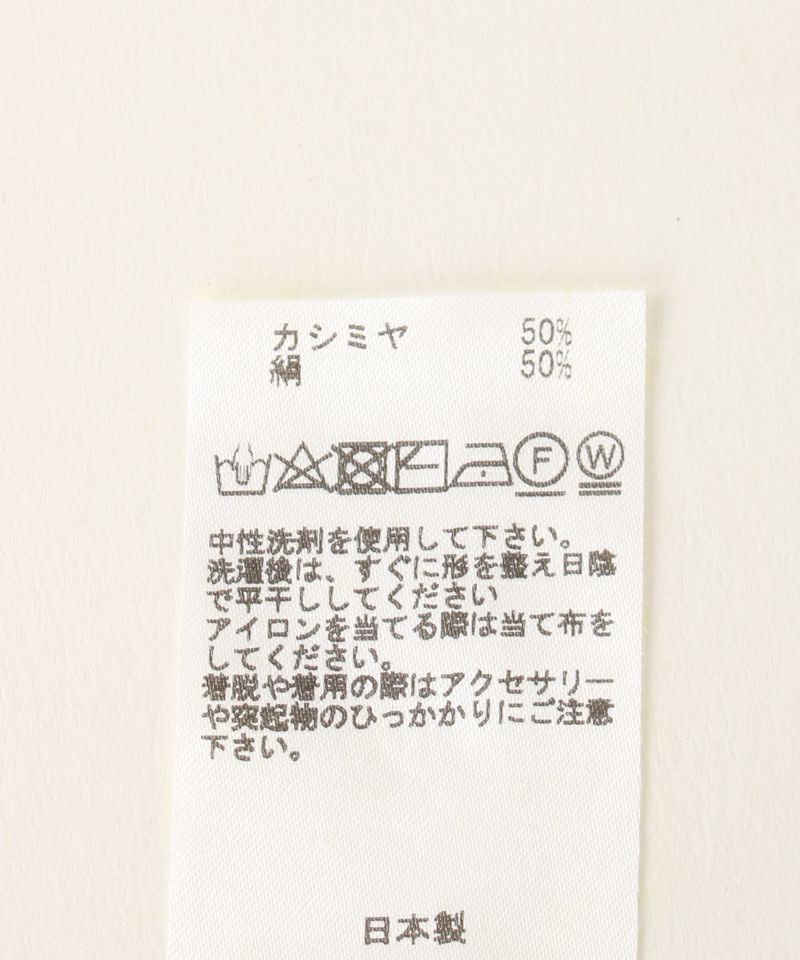 カシミヤ 50%
絹 50%
F W
中性洗剤を使用して下さい。
洗濯後は、すぐに形を整え日陰
で平干ししてください
アイロンを当てる際は当て布を
してください。
着脱や着用の際はアクセサリー
や突起物のひっかかりにご注意
下さい。
日本製